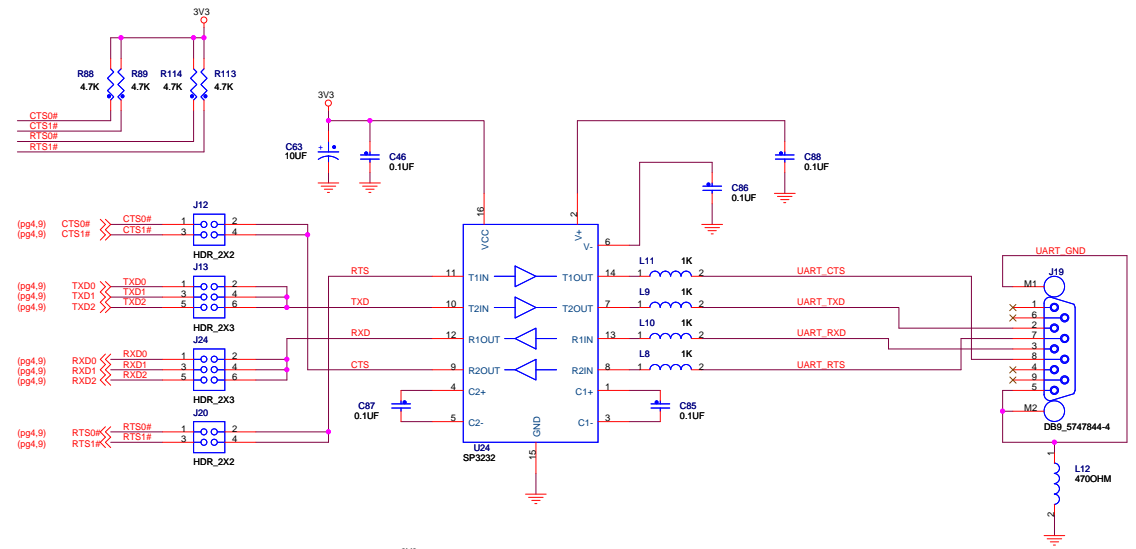 3V3
R88 R89 R114 R113
4.7K 4.7K 4.7K 4.7K
CTS0#
CTS1#
RTS0#
RTS1#
3V3
C63
10UF
C46
0.1UF
C88
0.1UF
C86
0.1UF
J12
(pg4,9) CTS0# CTS0# 1 2
(pg4,9) CTS1# CTS1# 3 4
HDR_2X2
J13
(pg4,9) TXD0 TXD0 1 2
(pg4,9) TXD1 TXD1 3 4
(pg4,9) TXD2 TXD2 5 6
HDR_2X3
J24
(pg4,9) RXD0 RXD0 1 2
(pg4,9) RXD1 RXD1 3 4
(pg4,9) RXD2 RXD2 5 6
HDR_2X3
J20
(pg4,9) RTS0# RTS0# 1 2
(pg4,9) RTS1# RTS1# 3 4
HDR_2X2
16 2
VCC V+
V- 6
RTS 11 T1IN T1OUT 14
TXD 10 T2IN T2OUT 7
RXD 12 R1OUT R1IN 13
CTS 9 R2OUT R2IN 8
4 C2+ C1+ 1
5 C2- C1- 3
GND
15
U24
SP3232
C87
0.1UF
C85
0.1UF
L11 1K
1 2 UART_CTS
L9 1K
1 2 UART_TXD
L10 1K
1 2 UART_RXD
L8 1K
1 2 UART_RTS
UART_GND
J19
M1
1
6
2
7
3
8
4
9
5
M2
DB9_5747844-4
1
L12
470OHM
2